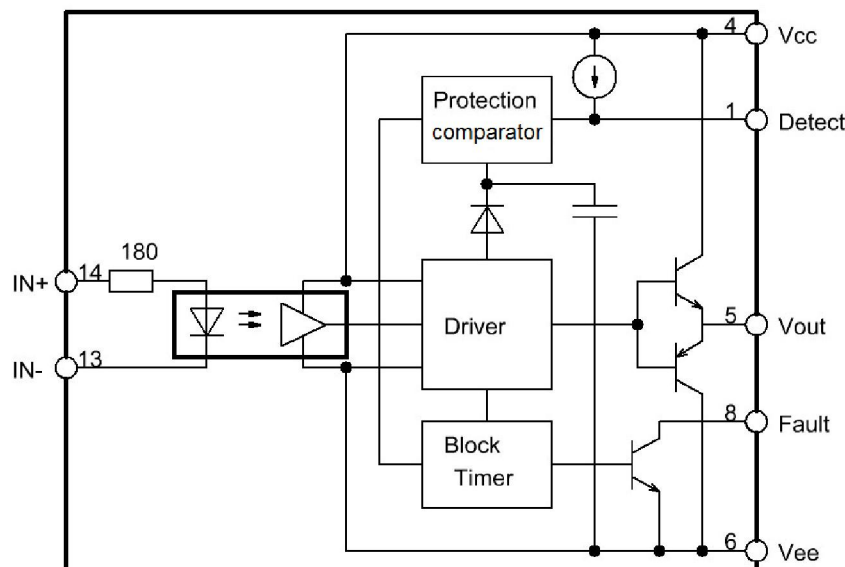 4
Vcc
Protection
comparator
1
Detect
180
IN+
14
Driver
5
Vout
IN-
13
8
Fault
Block
Timer
6
Vee